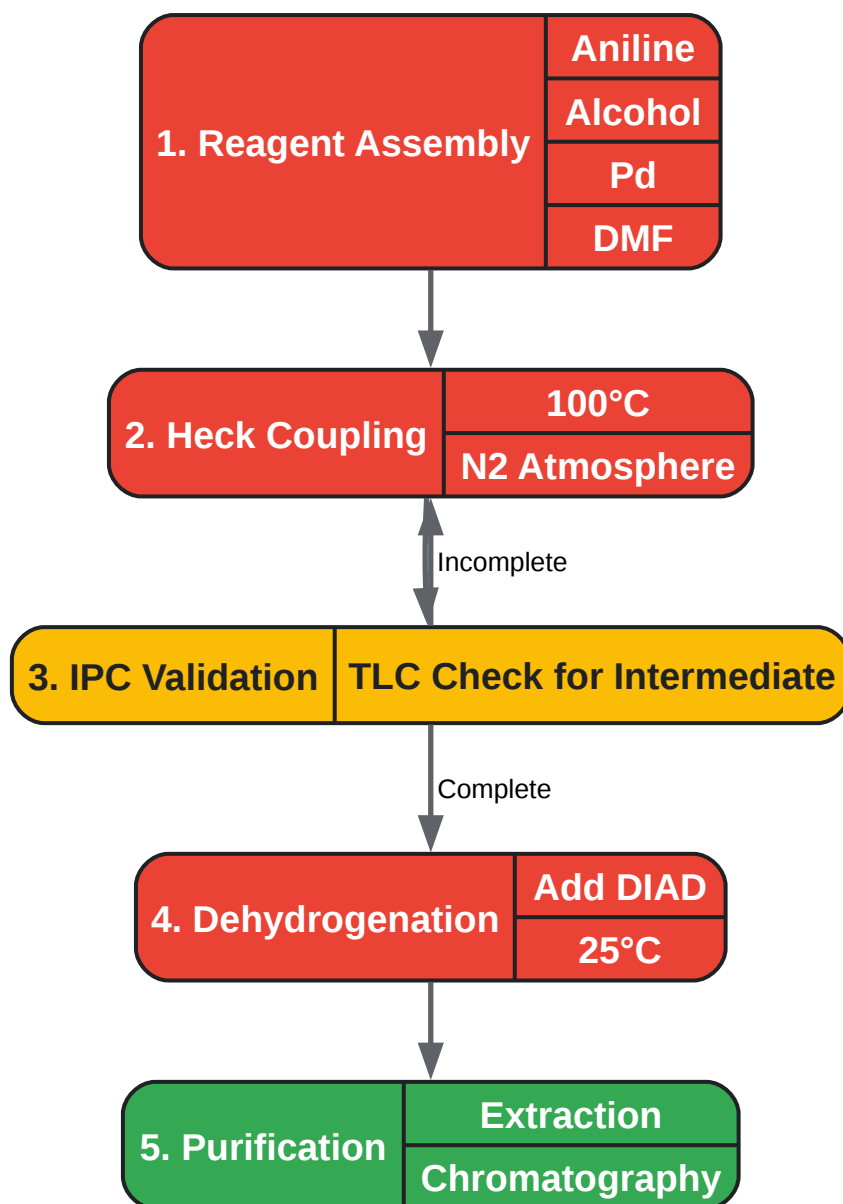 1. Reagent Assembly
Aniline
Alcohol
Pd
DMF
2. Heck Coupling
100°C
N2 Atmosphere
Incomplete
3. IPC Validation
TLC Check for Intermediate
Complete
4. Dehydrogenation
Add DIAD
25°C
5. Purification
Extraction
Chromatography